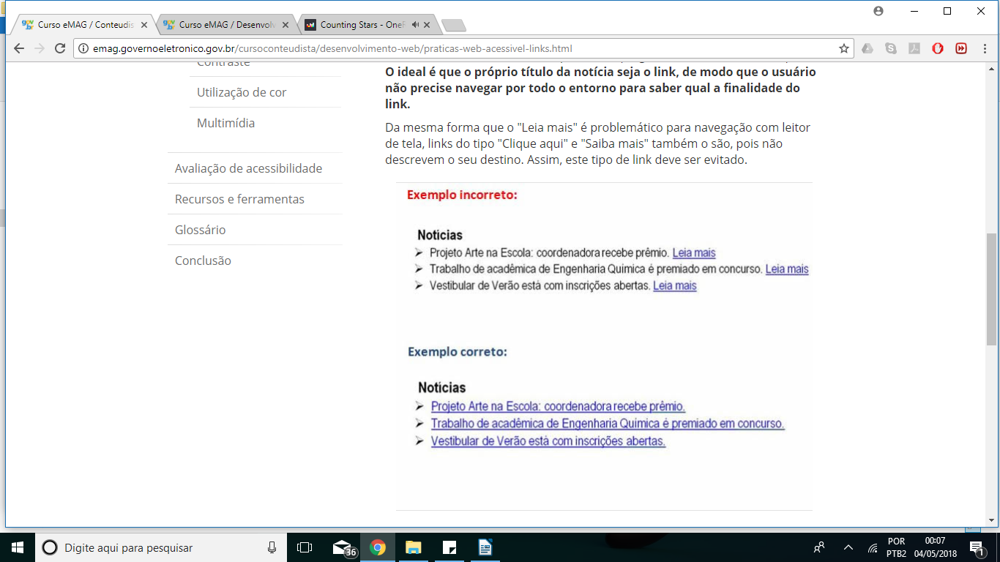 Curso eMAG / Conteudis
Curso eMAG / Desenvolv
Counting Stars - OneR
emag.governoeletronico.gov.br/cursoconteudista/desenvolvimento-web/praticas-web-acessivel-links.html
Contraste
Utilização de cor
Multimídia
Avaliação de acessibilidade
Recursos e ferramentas
Glossário
Conclusão
O ideal é que o próprio título da notícia seja o link, de modo que o usuário
não precise navegar por todo o entorno para saber qual a finalidade do
link.
Da mesma forma que o "Leia mais" é problemático para navegação com leitor
de tela, links do tipo "Clique aqui" e "Saiba mais" também o são, pois não
descrevem o seu destino. Assim, este tipo de link deve ser evitado.
Exemplo incorreto:
Notícias
Projeto Arte na Escola: coordenadora recebe prêmio. Leia mais
Trabalho de acadêmica de Engenharia Química é premiado em concurso. Leia mais
Vestibular de Verão está com inscrições abertas. Leia mais
Exemplo correto:
Notícias
Projeto Arte na Escola: coordenadora recebe prêmio.
Trabalho de acadêmica de Engenharia Química é premiado em concurso.
Vestibular de Verão está com inscrições abertas.
Digite aqui para pesquisar
36
POR
PTB2
00:07
04/05/2018
1